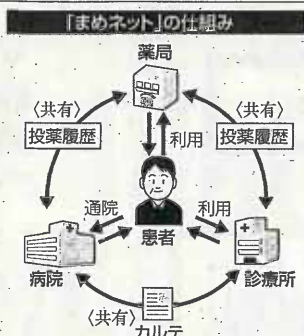 「まめネット」の仕組み
薬局
〈共有〉 〈共有〉
投薬履歴 投薬履歴
利用
通院 利用
患者
病院 診療所
〈共有〉
カルテ